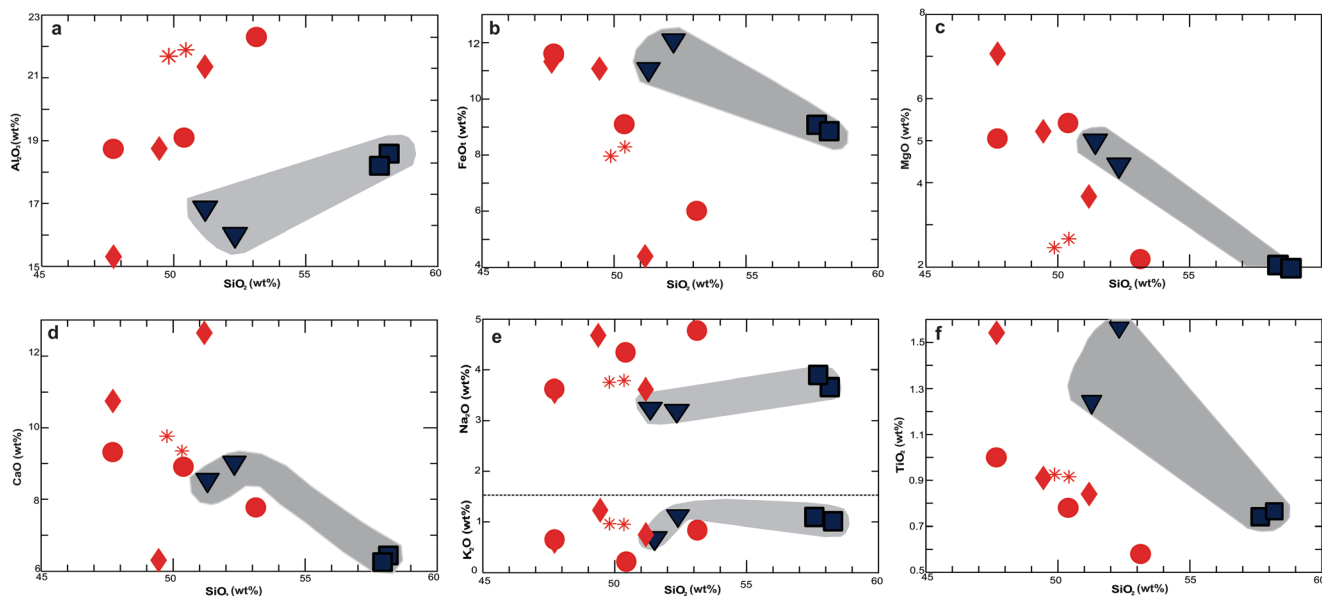 a
Al₂O₃(wt%)
23
21
19
17
15
45 50 55 60
SiO₂ (wt%)
b
FeOt (wt%)
12
10
8
6
4
45 50 55 60
SiO₂ (wt%)
c
MgO (wt%)
8
6
5
4
2
45 50 55 60
SiO₂ (wt%)
d
CaO (wt%)
12
10
8
6
45 50 55 60
SiO₂ (wt%)
e
Na₂O (wt%)
K₂O (wt%)
5
4
3
2
1
0
45 50 55 60
SiO₂ (wt%)
f
TiO₂ (wt%)
1.5
1.3
1.1
0.9
0.7
0.5
45 50 55 60
SiO₂ (wt%)